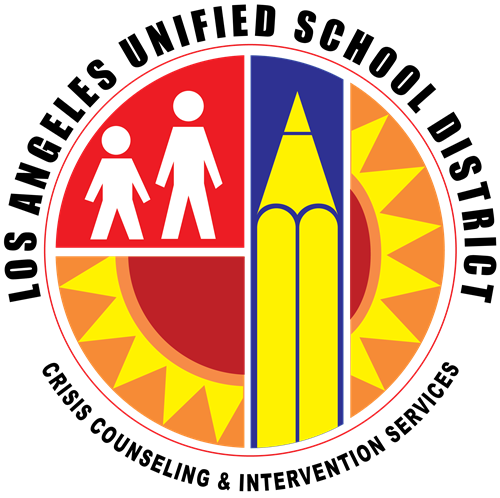 LOS ANGELES UNIFIED SCHOOL DISTRICT
CRISIS COUNSELING & INTERVENTION SERVICES